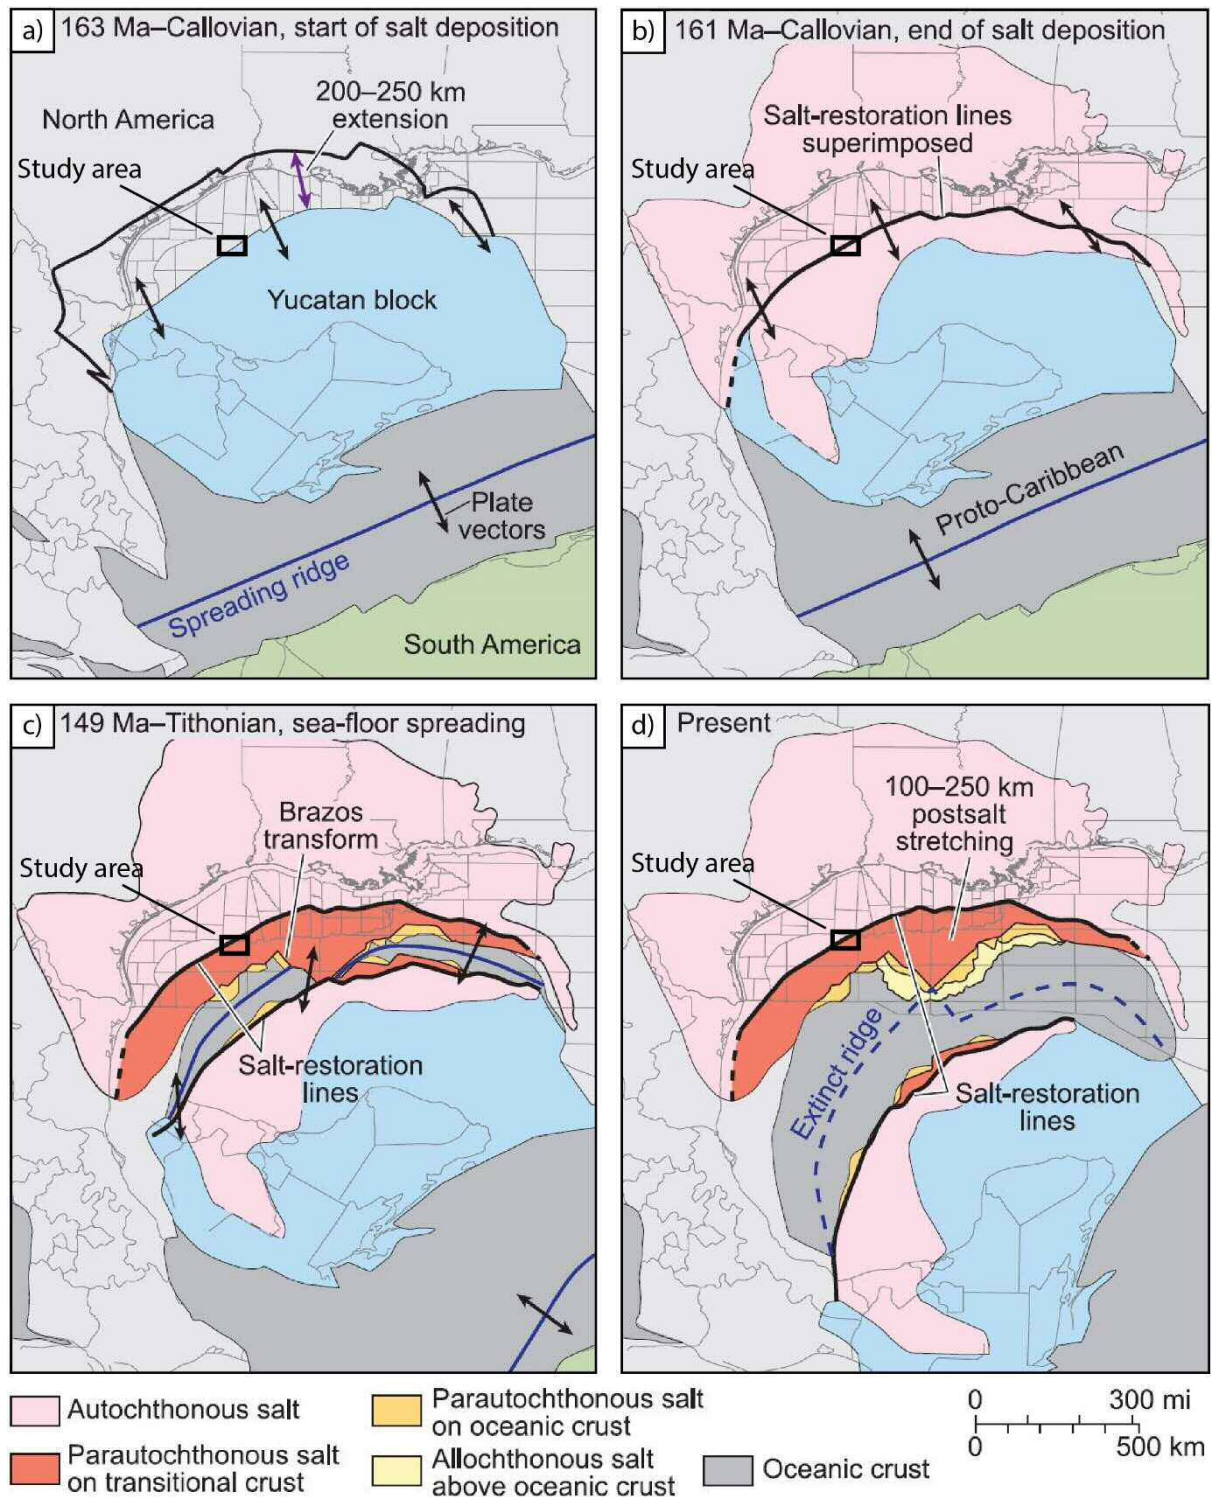 a) 163 Ma–Callovian, start of salt deposition
200–250 km
extension
North America
Study area
Yucatan block
Plate
vectors
Spreading ridge
South America
b) 161 Ma–Callovian, end of salt deposition
Salt-restoration lines
superimposed
Study area
Proto-Caribbean
c) 149 Ma–Tithonian, sea-floor spreading
Brazos
transform
Study area
Salt-restoration
lines
d) Present
100–250 km
postsalt
stretching
Study area
Extinct ridge
Salt-restoration
lines
Autochthonous salt
Parautochthonous salt
on transitional crust
Parautochthonous salt
on oceanic crust
Allochthonous salt
above oceanic crust
Oceanic crust
0 300 mi
0 500 km